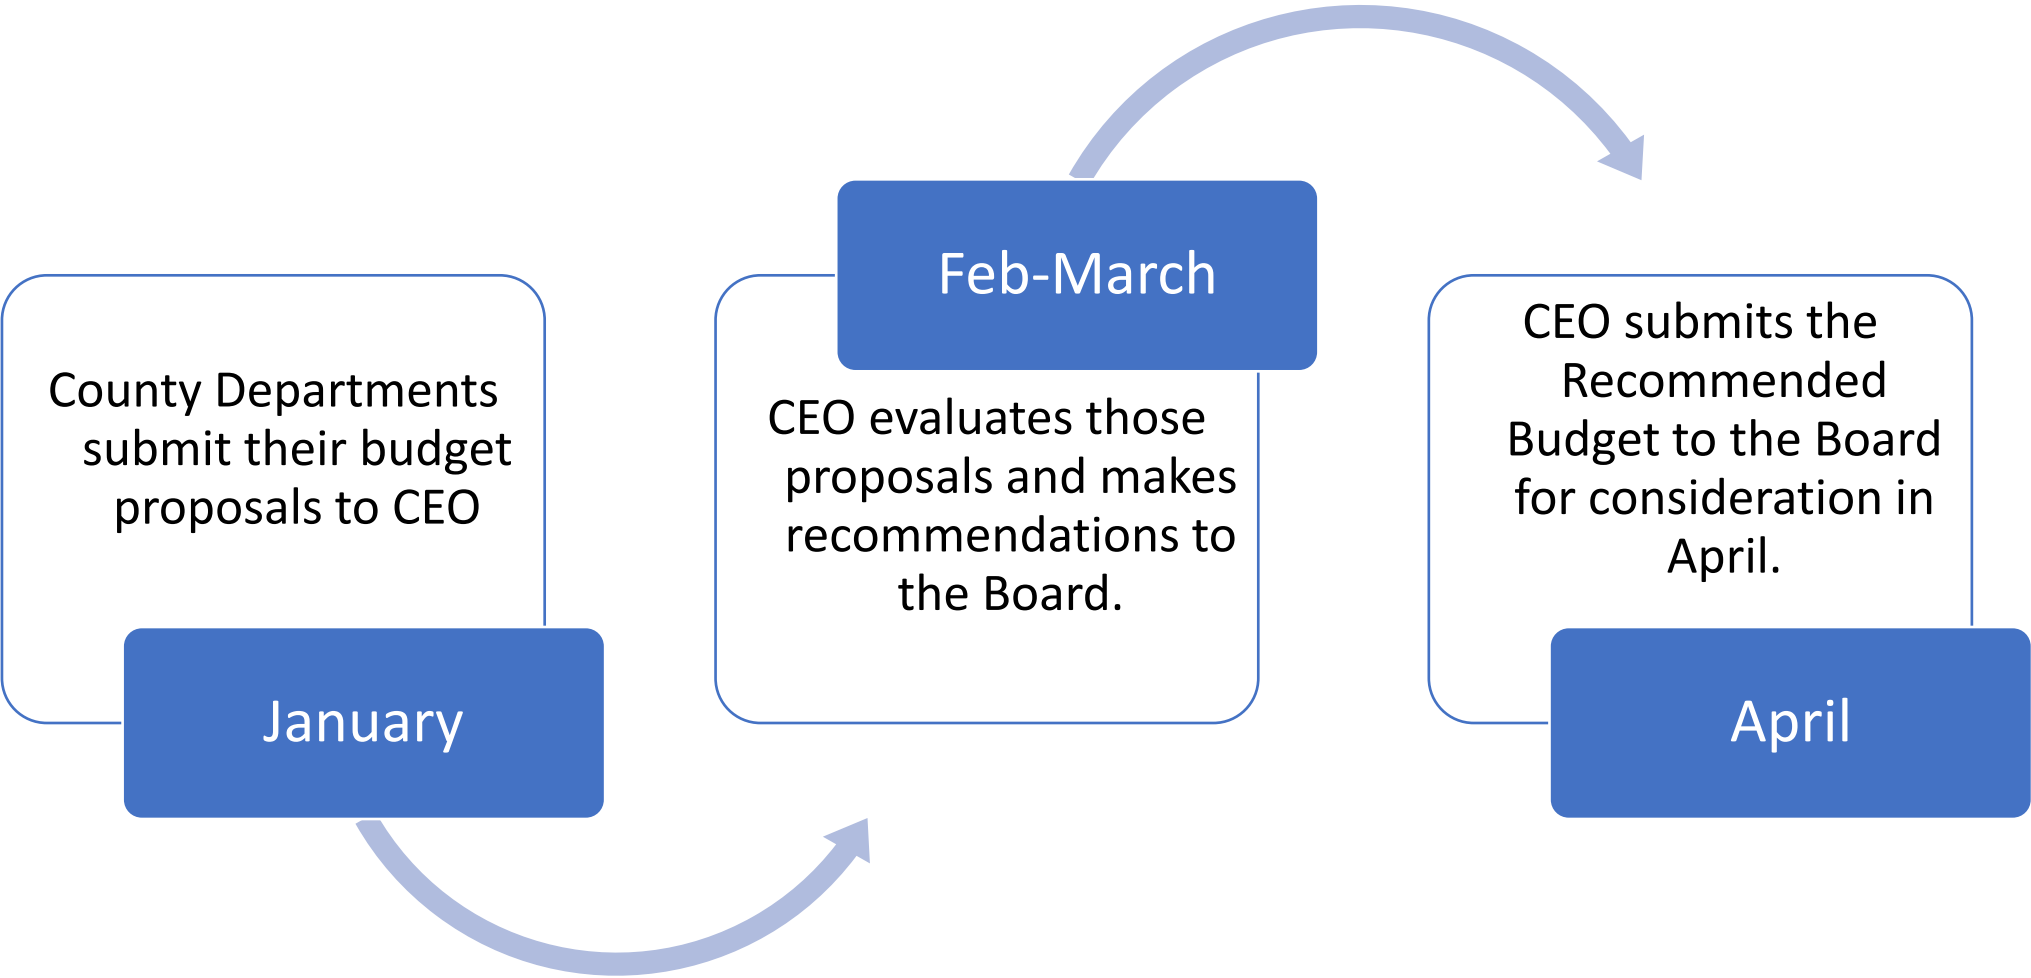 County Departments
submit their budget
proposals to CEO
January
Feb-March
CEO evaluates those
proposals and makes
recommendations to
the Board.
CEO submits the
Recommended
Budget to the Board
for consideration in
April.
April